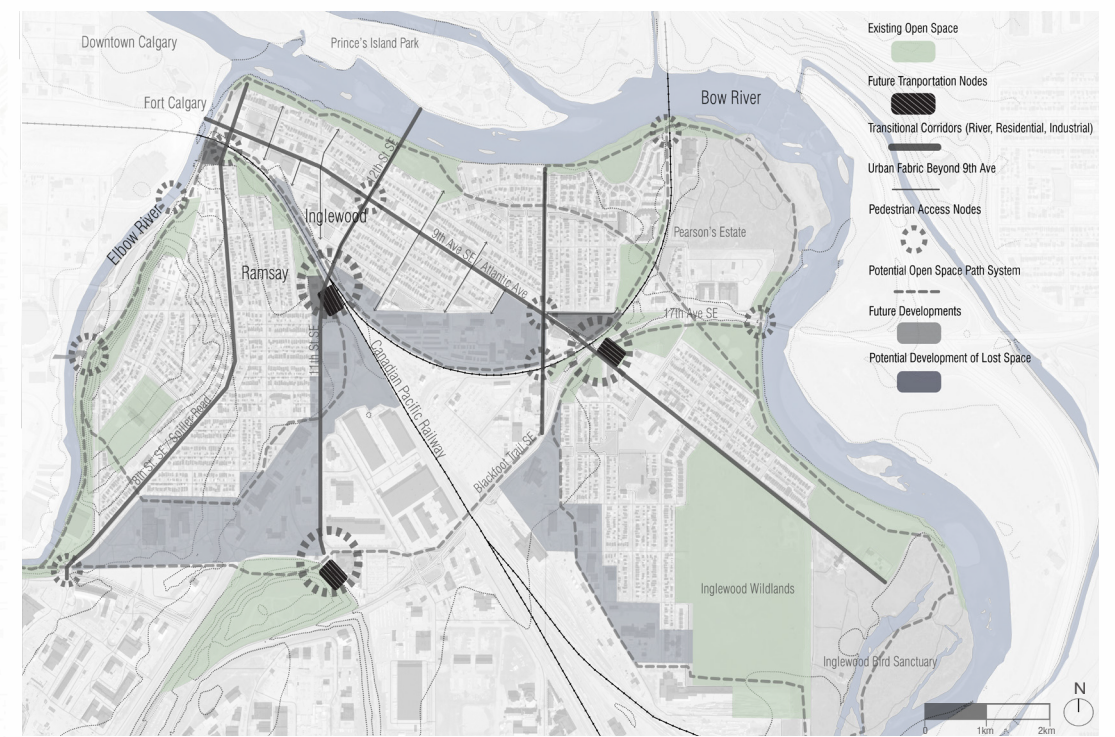 Downtown Calgary
Prince's Island Park
Fort Calgary
Bow River
Elbow River
Inglewood
12th St SE
Ramsay
9th Ave SE / Atlantic Ave
Pearson's Estate
17th Ave SE
11th St SE
Canadian Pacific Railway
8th St SE / Spiller Road
Blackfoot Trail SE
Inglewood Wildlands
Inglewood Bird Sanctuary
Existing Open Space
Future Tranportation Nodes
Transitional Corridors (River, Residential, Industrial)
Urban Fabric Beyond 9th Ave
Pedestrian Access Nodes
Potential Open Space Path System
Future Developments
Potential Development of Lost Space
N
0 1km 2km